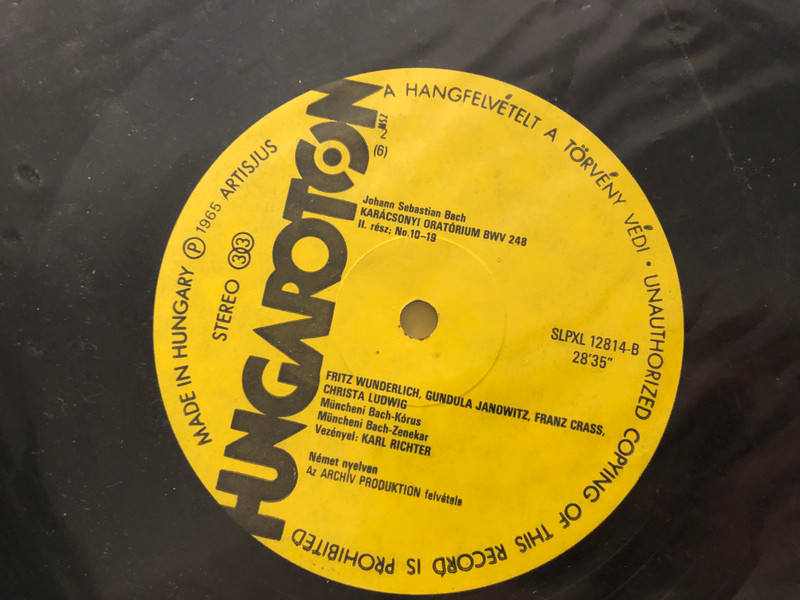 HUNGAROTON
A HANGFELVÉTELT A TÖRVÉNY VÉDI • UNAUTHORIZED COPYING OF THIS RECORD IS PROHIBITED
MADE IN HUNGARY Ⓟ 1965 ARTISJUS
STEREO 33
MSZ
2
(6)
Johann Sebastian Bach
KARÁCSONYI ORATÓRIUM BWV 248
II. rész: No.10–19
SLPXL 12814-B
28'35"
FRITZ WUNDERLICH, GUNDULA JANOWITZ, FRANZ CRASS,
CHRISTA LUDWIG
Müncheni Bach-Kórus
Müncheni Bach-Zenekar
Vezényel: KARL RICHTER
Német nyelven
Az ARCHÍV PRODUKTION felvétele